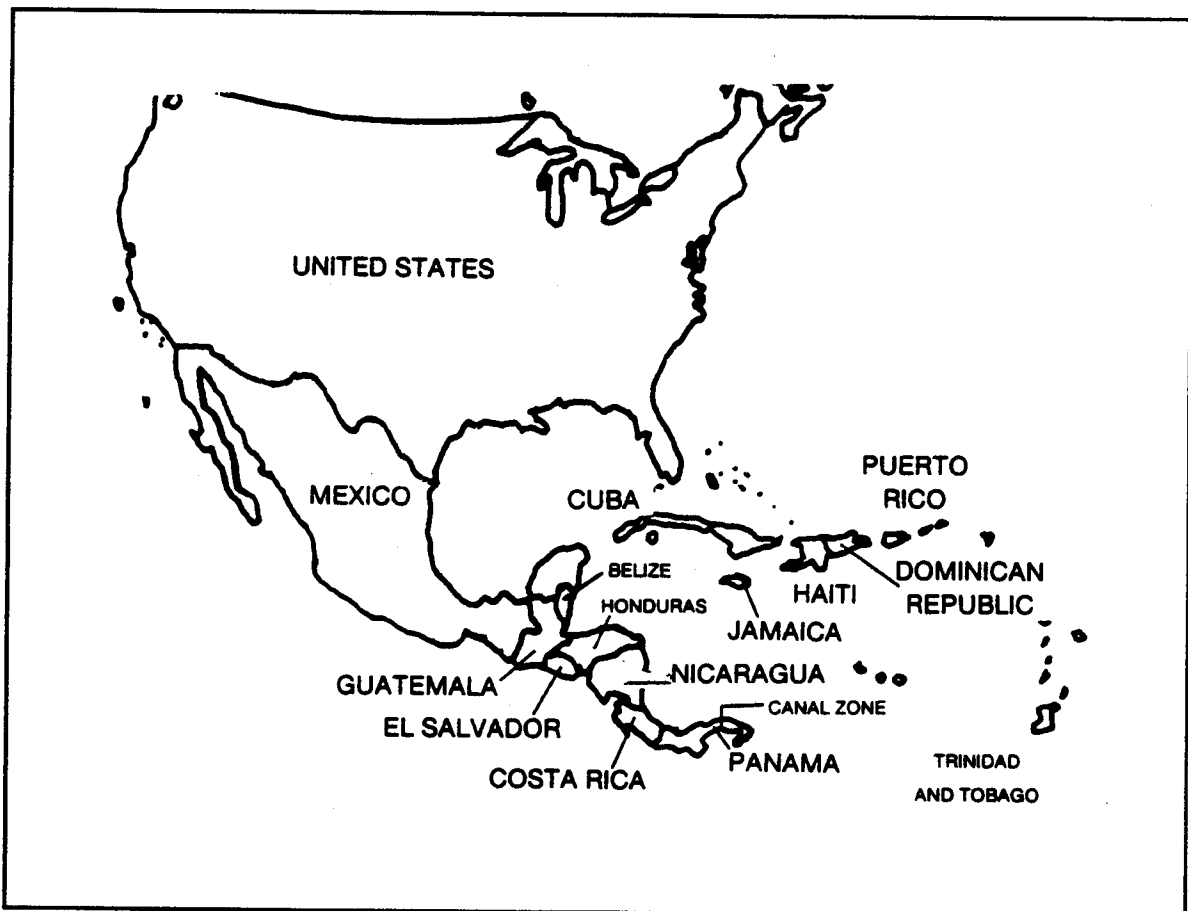 UNITED STATES
MEXICO
CUBA
PUERTO
RICO
BELIZE
HONDURAS
HAITI
DOMINICAN
REPUBLIC
JAMAICA
GUATEMALA
NICARAGUA
EL SALVADOR
CANAL ZONE
COSTA RICA
PANAMA
TRINIDAD
AND TOBAGO